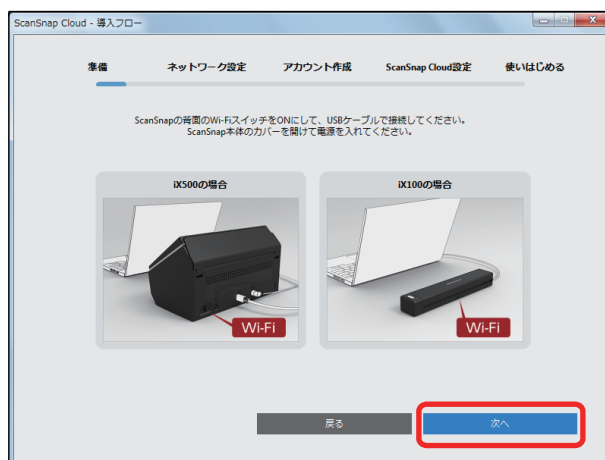 ScanSnap Cloud - 導入フロー
準備 ネットワーク設定 アカウント作成 ScanSnap Cloud設定 使いはじめる
ScanSnapの背面のWi-FiスイッチをONにして、USBケーブルで接続してください。
ScanSnap本体のカバーを開けて電源を入れてください。
iX500の場合 iX100の場合
Wi-Fi Wi-Fi
戻る 次へ